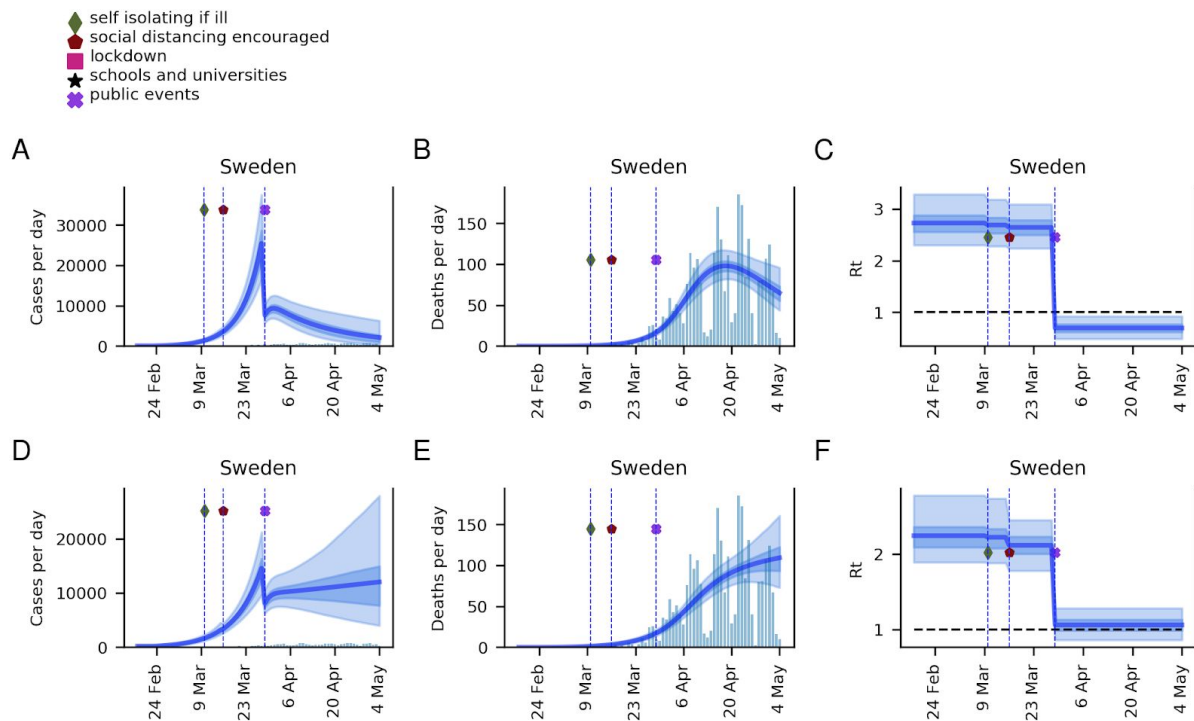 self isolating if ill
social distancing encouraged
lockdown
schools and universities
public events
A
Sweden
Cases per day
30000
20000
10000
0
24 Feb
9 Mar
23 Mar
6 Apr
20 Apr
4 May
B
Sweden
Deaths per day
150
100
50
0
24 Feb
9 Mar
23 Mar
6 Apr
20 Apr
4 May
C
Sweden
Rt
3
2
1
24 Feb
9 Mar
23 Mar
6 Apr
20 Apr
4 May
D
Sweden
Cases per day
20000
10000
0
24 Feb
9 Mar
23 Mar
6 Apr
20 Apr
4 May
E
Sweden
Deaths per day
150
100
50
0
24 Feb
9 Mar
23 Mar
6 Apr
20 Apr
4 May
F
Sweden
Rt
2
1
24 Feb
9 Mar
23 Mar
6 Apr
20 Apr
4 May